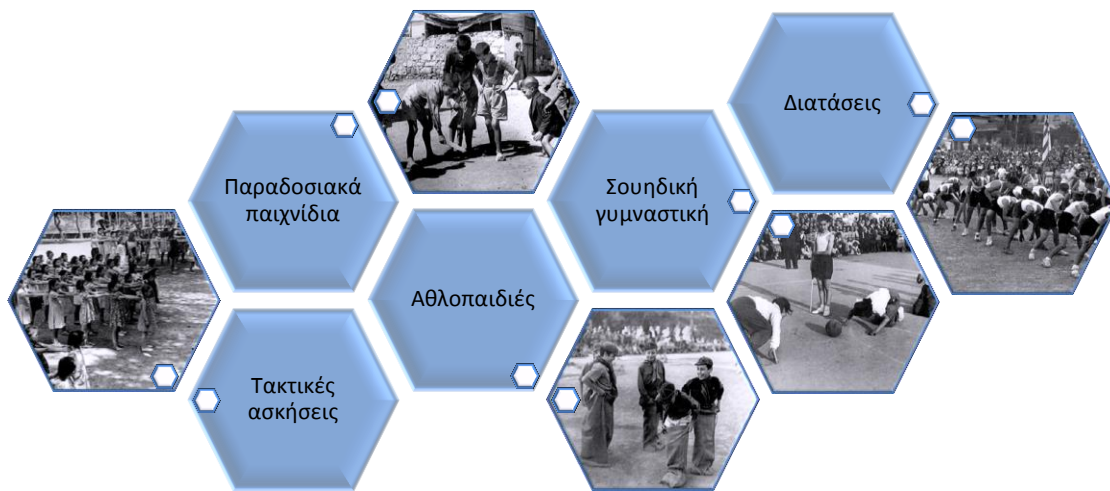 Παραδοσιακά
παιχνίδια
Τακτικές
ασκήσεις
Αθλοπαιδιές
Σουηδική
γυμναστική
Διατάσεις